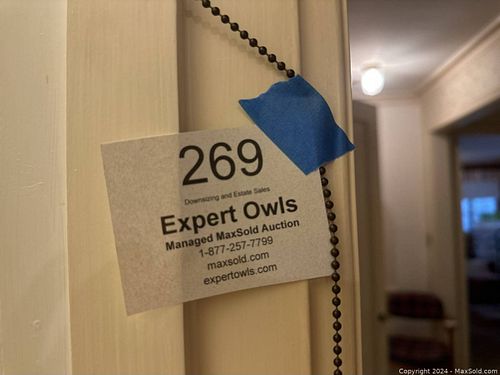 269
Downsizing and Estate Sales
Expert Owls
Managed MaxSold Auction
1-877-257-7799
maxsold.com
expertowls.com
Copyright 2024 - MaxSold.com